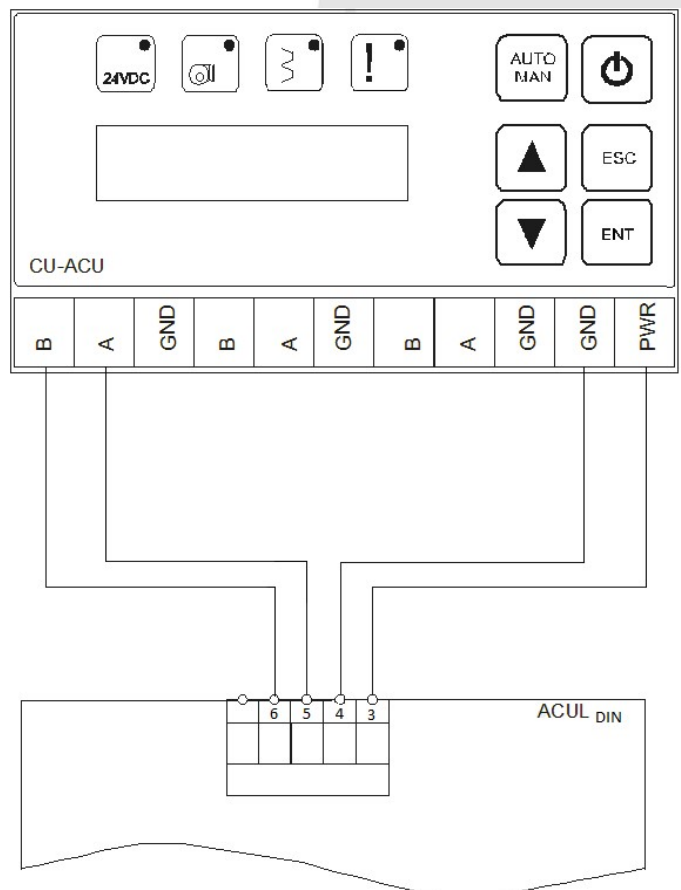 24VDC
!
AUTO
MAN
ESC
ENT
CU-ACU
B A GND B A GND B A GND GND PWR
6 5 4 3
ACUL DIN